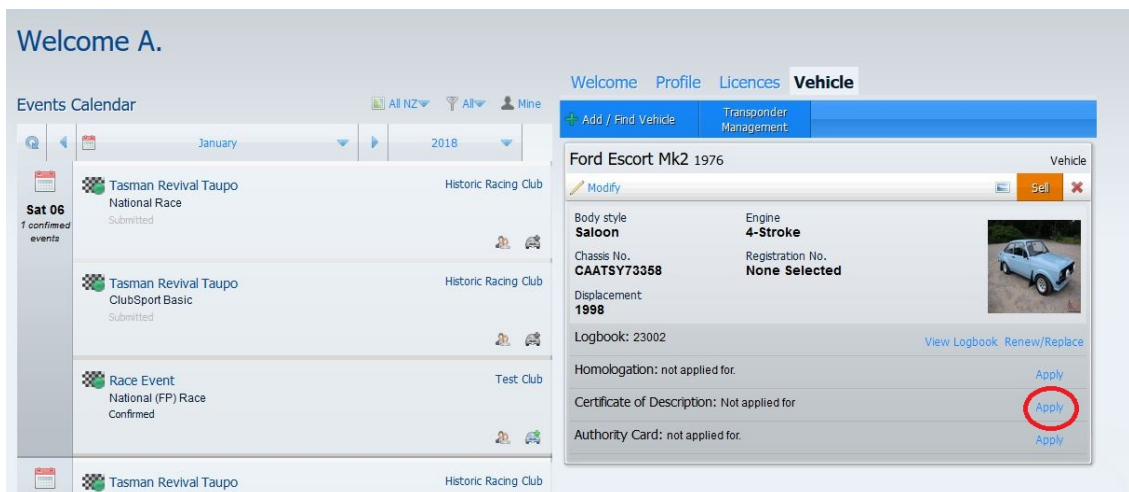 Welcome A.
Welcome Profile Licences Vehicle
Events Calendar
All NZ All Mine
January 2018
Sat 06
1 confirmed
events
Tasman Revival Taupo Historic Racing Club
National Race
Submitted
Tasman Revival Taupo Historic Racing Club
ClubSport Basic
Submitted
Race Event Test Club
National (FP) Race
Confirmed
Tasman Revival Taupo Historic Racing Club
Add / Find Vehicle
Transponder
Management
Ford Escort Mk2 1976 Vehicle
Modify Sell
Body style Engine
Saloon 4-Stroke
Chassis No. Registration No.
CAATSY73358 None Selected
Displacement
1998
Logbook: 23002 View Logbook Renew/Replace
Homologation: not applied for. Apply
Certificate of Description: Not applied for Apply
Authority Card: not applied for. Apply